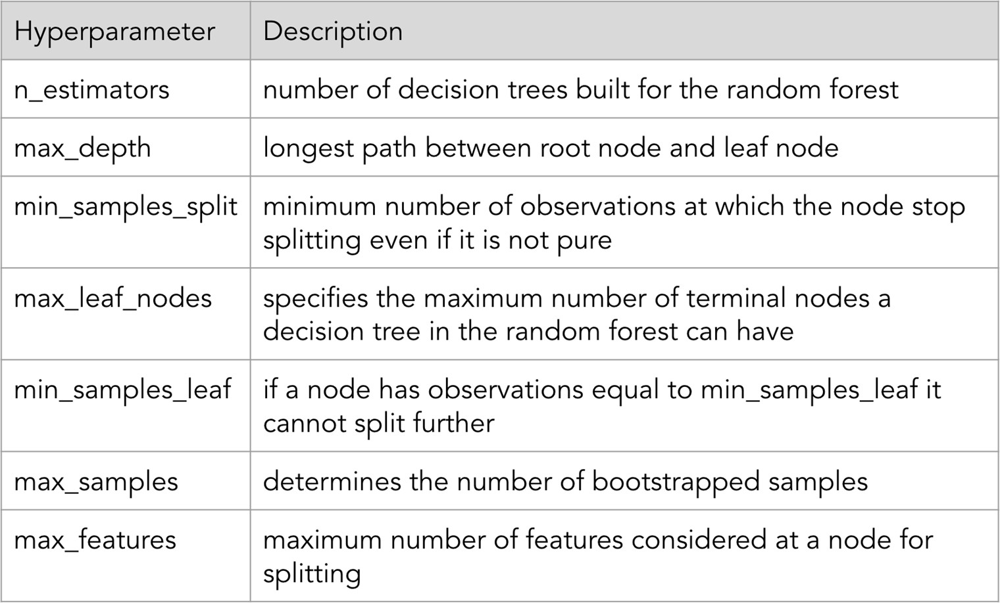 Hyperparameter Description
n_estimators number of decision trees built for the random forest
max_depth longest path between root node and leaf node
min_samples_split minimum number of observations at which the node stop
splitting even if it is not pure
max_leaf_nodes specifies the maximum number of terminal nodes a
decision tree in the random forest can have
min_samples_leaf if a node has observations equal to min_samples_leaf it
cannot split further
max_samples determines the number of bootstrapped samples
max_features maximum number of features considered at a node for
splitting